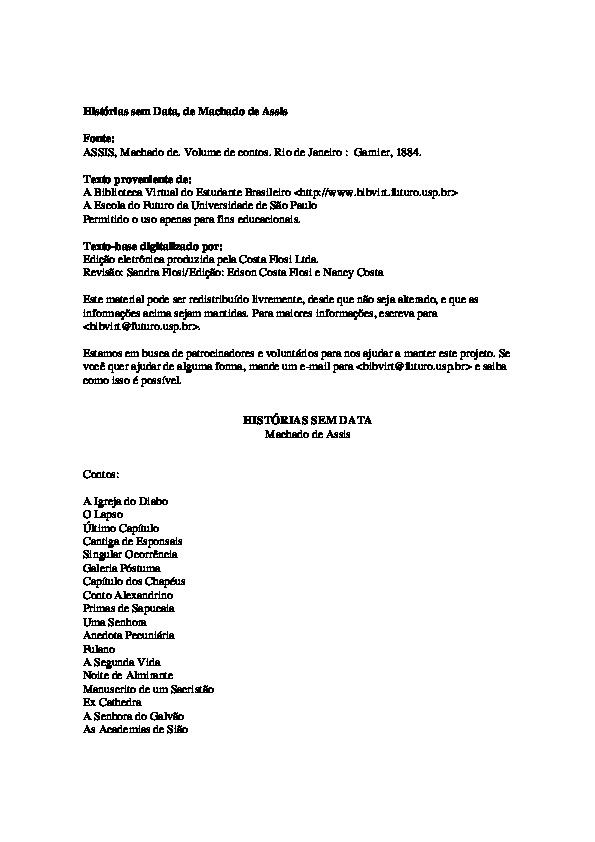 Histórias sem Data, de Machado de Assis
Fonte:
ASSIS, Machado de. Volume de contos. Rio de Janeiro :  Garnier, 1884.
Texto proveniente de:
A Biblioteca Virtual do Estudante Brasileiro <http://www.bibvirt.futuro.usp.br>
A Escola do Futuro da Universidade de São Paulo
Permitido o uso apenas para fins educacionais.
Texto-base digitalizado por:
Edição eletrônica produzida pela Costa Flosi Ltda.
Revisão: Sandra Flosi/Edição: Edson Costa Flosi e Nancy Costa
Este material pode ser redistribuído livremente, desde que não seja alterado, e que as
informações acima sejam mantidas. Para maiores informações, escreva para
<bibvirt@futuro.usp.br>.
Estamos em busca de patrocinadores e voluntários para nos ajudar a manter este projeto. Se
você quer ajudar de alguma forma, mande um e-mail para <bibvirt@futuro.usp.br> e saiba
como isso é possível.
HISTÓRIAS SEM DATA
Machado de Assis
Contos:
A Igreja do Diabo
O Lapso
Último Capítulo
Cantiga de Esponsais
Singular Ocorrência
Galeria Póstuma
Capítulo dos Chapéus
Conto Alexandrino
Primas de Sapucaia
Uma Senhora
Anedota Pecuniária
Fulano
A Segunda Vida
Noite de Almirante
Manuscrito de um Sacristão
Ex Cathedra
A Senhora do Galvão
As Academias de Sião